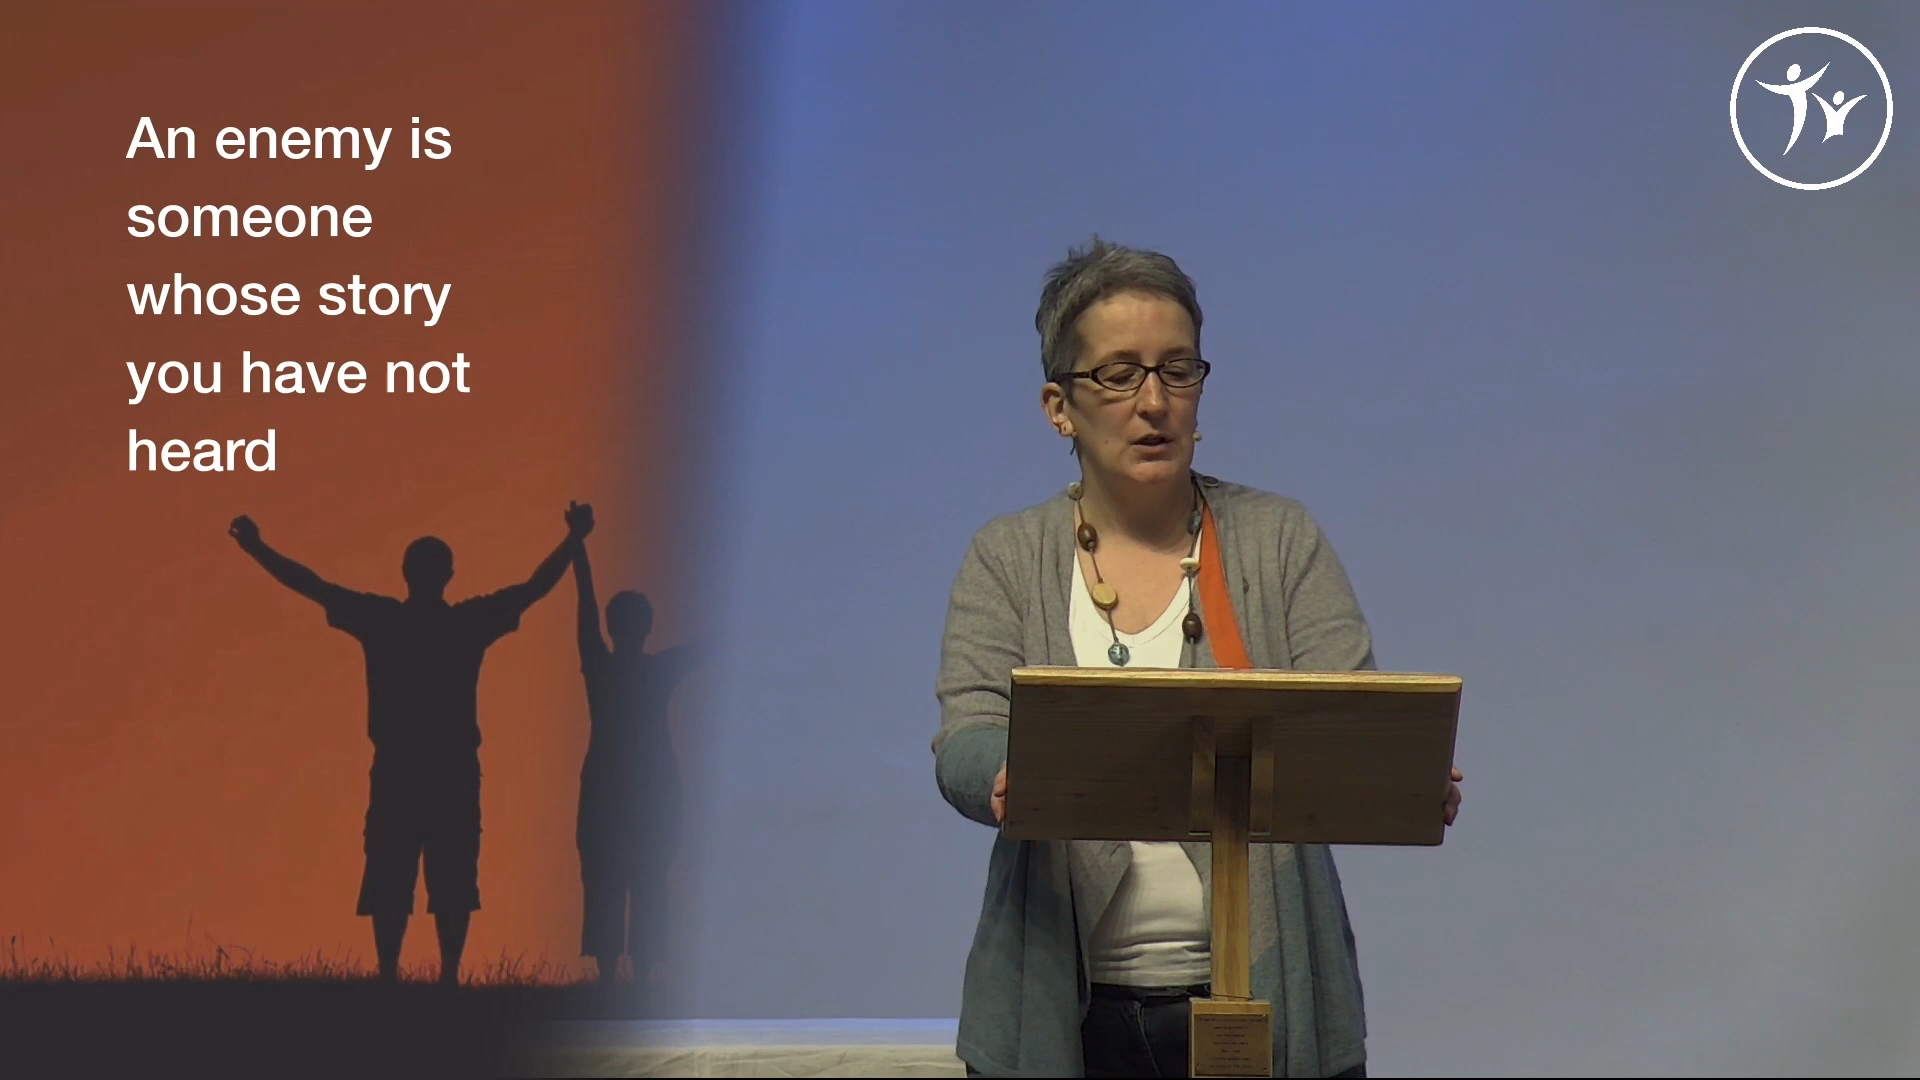 An enemy is
someone
whose story
you have not
heard